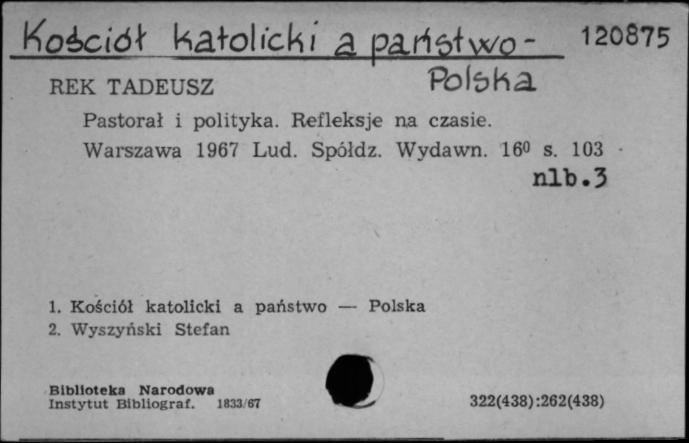 Kościół katolicki a państwo- 120875
Polska
REK TADEUSZ
Pastorał i polityka. Refleksje na czasie.
Warszawa 1967 Lud. Spółdz. Wydawn. 16⁰ s. 103
nlb.3
1. Kościół katolicki a państwo — Polska
2. Wyszyński Stefan
Biblioteka Narodowa
Instytut Bibliograf. 1833/67
322(438):262(438)